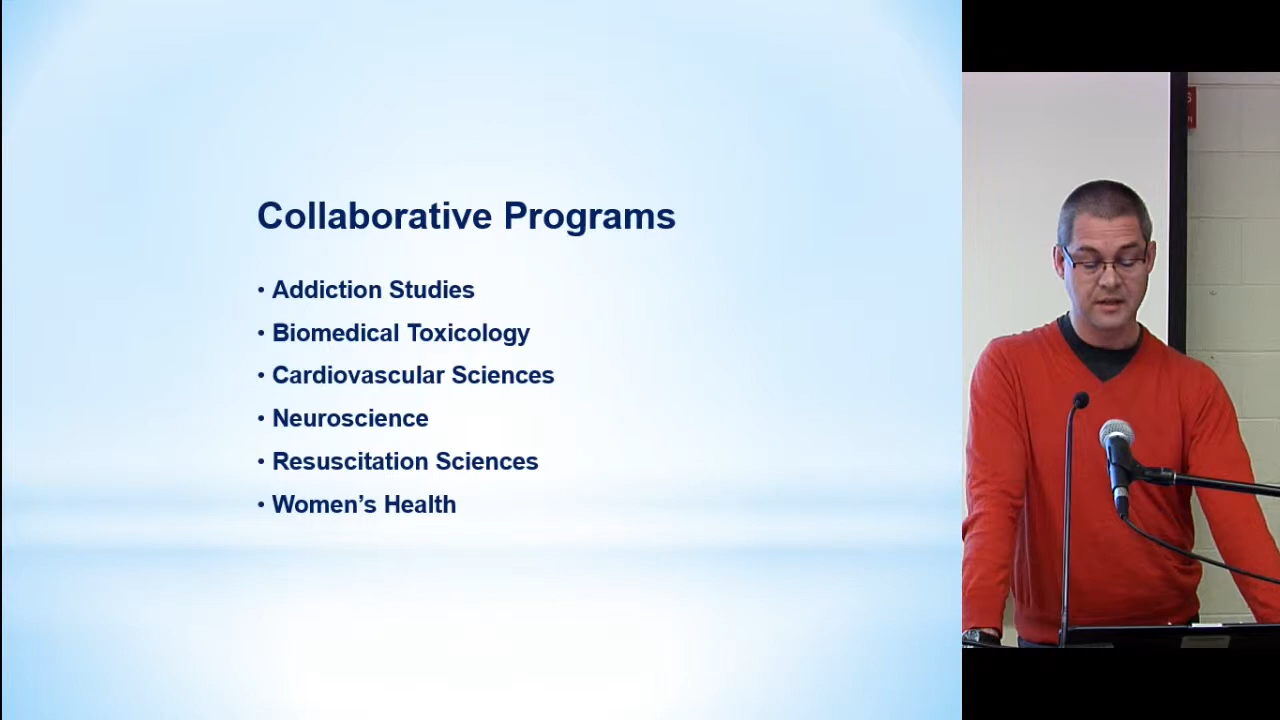 Collaborative Programs
• Addiction Studies
• Biomedical Toxicology
• Cardiovascular Sciences
• Neuroscience
• Resuscitation Sciences
• Women’s Health